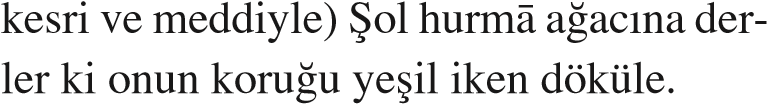 kesri ve meddiyle) Şol hurmā ağacına der-
ler ki onun koruğu yeşil iken döküle.